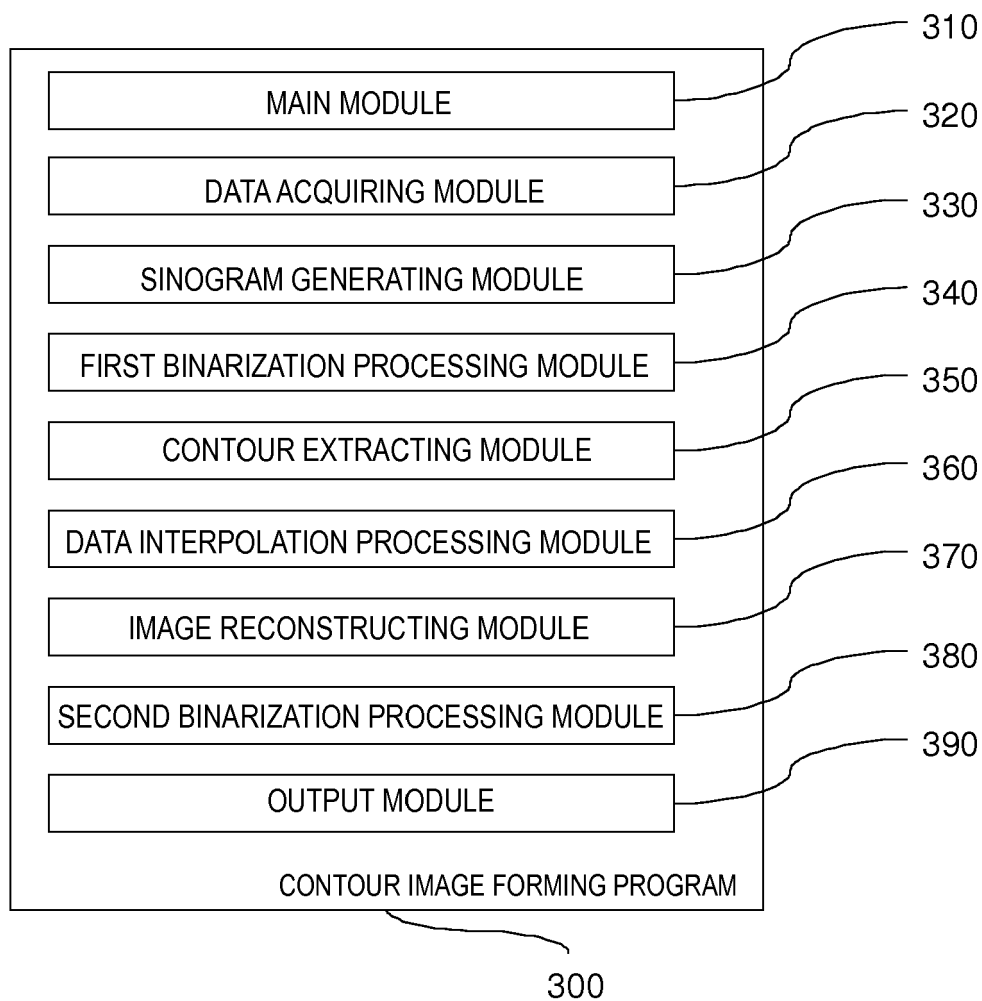 310
MAIN MODULE
320
DATA ACQUIRING MODULE
330
SINOGRAM GENERATING MODULE
340
FIRST BINARIZATION PROCESSING MODULE
350
CONTOUR EXTRACTING MODULE
360
DATA INTERPOLATION PROCESSING MODULE
370
IMAGE RECONSTRUCTING MODULE
380
SECOND BINARIZATION PROCESSING MODULE
390
OUTPUT MODULE
CONTOUR IMAGE FORMING PROGRAM
300